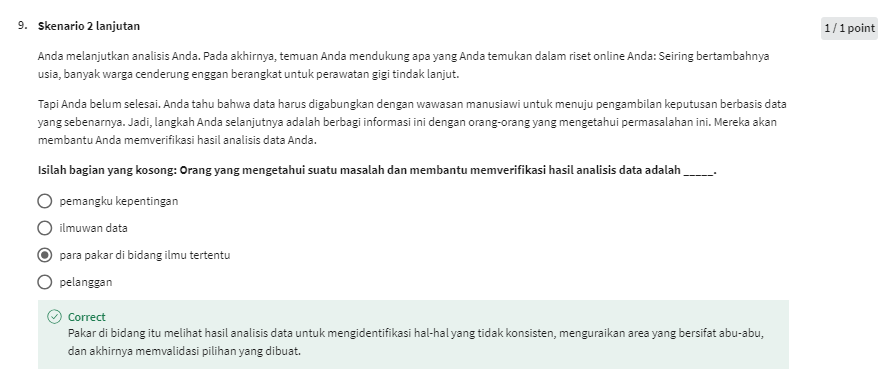 9. Skenario 2 lanjutan
1 / 1 point
Anda melanjutkan analisis Anda. Pada akhirnya, temuan Anda mendukung apa yang Anda temukan dalam riset online Anda: Seiring bertambahnya
usia, banyak warga cenderung enggan berangkat untuk perawatan gigi tindak lanjut.
Tapi Anda belum selesai. Anda tahu bahwa data harus digabungkan dengan wawasan manusiawi untuk menuju pengambilan keputusan berbasis data
yang sebenarnya. Jadi, langkah Anda selanjutnya adalah berbagi informasi ini dengan orang-orang yang mengetahui permasalahan ini. Mereka akan
membantu Anda memverifikasi hasil analisis data Anda.
Isilah bagian yang kosong: Orang yang mengetahui suatu masalah dan membantu memverifikasi hasil analisis data adalah _____.
pemangku kepentingan
ilmuwan data
para pakar di bidang ilmu tertentu
pelanggan
Correct
Pakar di bidang itu melihat hasil analisis data untuk mengidentifikasi hal-hal yang tidak konsisten, menguraikan area yang bersifat abu-abu,
dan akhirnya memvalidasi pilihan yang dibuat.